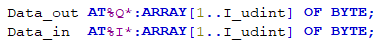 Data_out AT%Q*:ARRAY[1..I_udint] OF BYTE;
Data_in AT%I*:ARRAY[1..I_udint] OF BYTE;